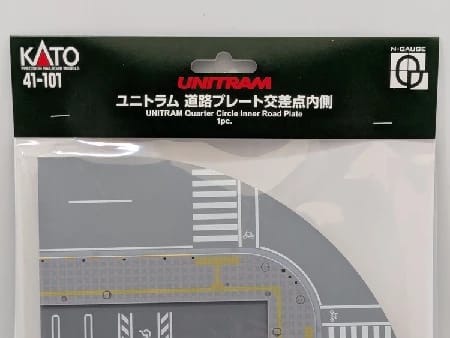 KATO
PRECISION RAILROAD MODELS
41-101
UNITRAM
N-GAUGE
ユニトラム 道路プレート交差点内側
UNITRAM Quarter Circle Inner Road Plate
1pc.